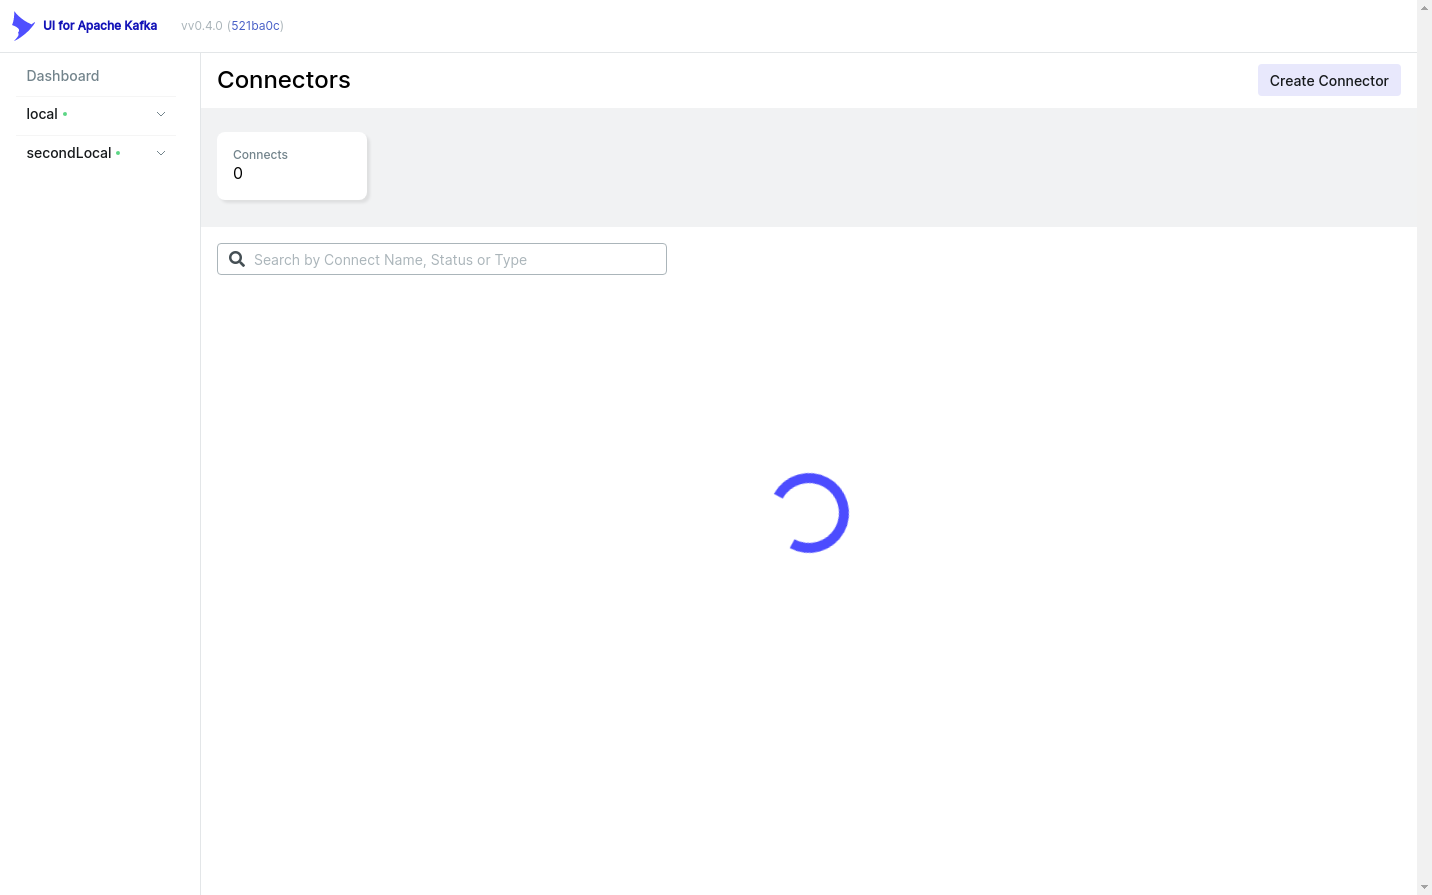 UI for Apache Kafka
vv0.4.0 (521ba0c)
Dashboard
local
secondLocal
Connectors
Create Connector
Connects
0
Search by Connect Name, Status or Type